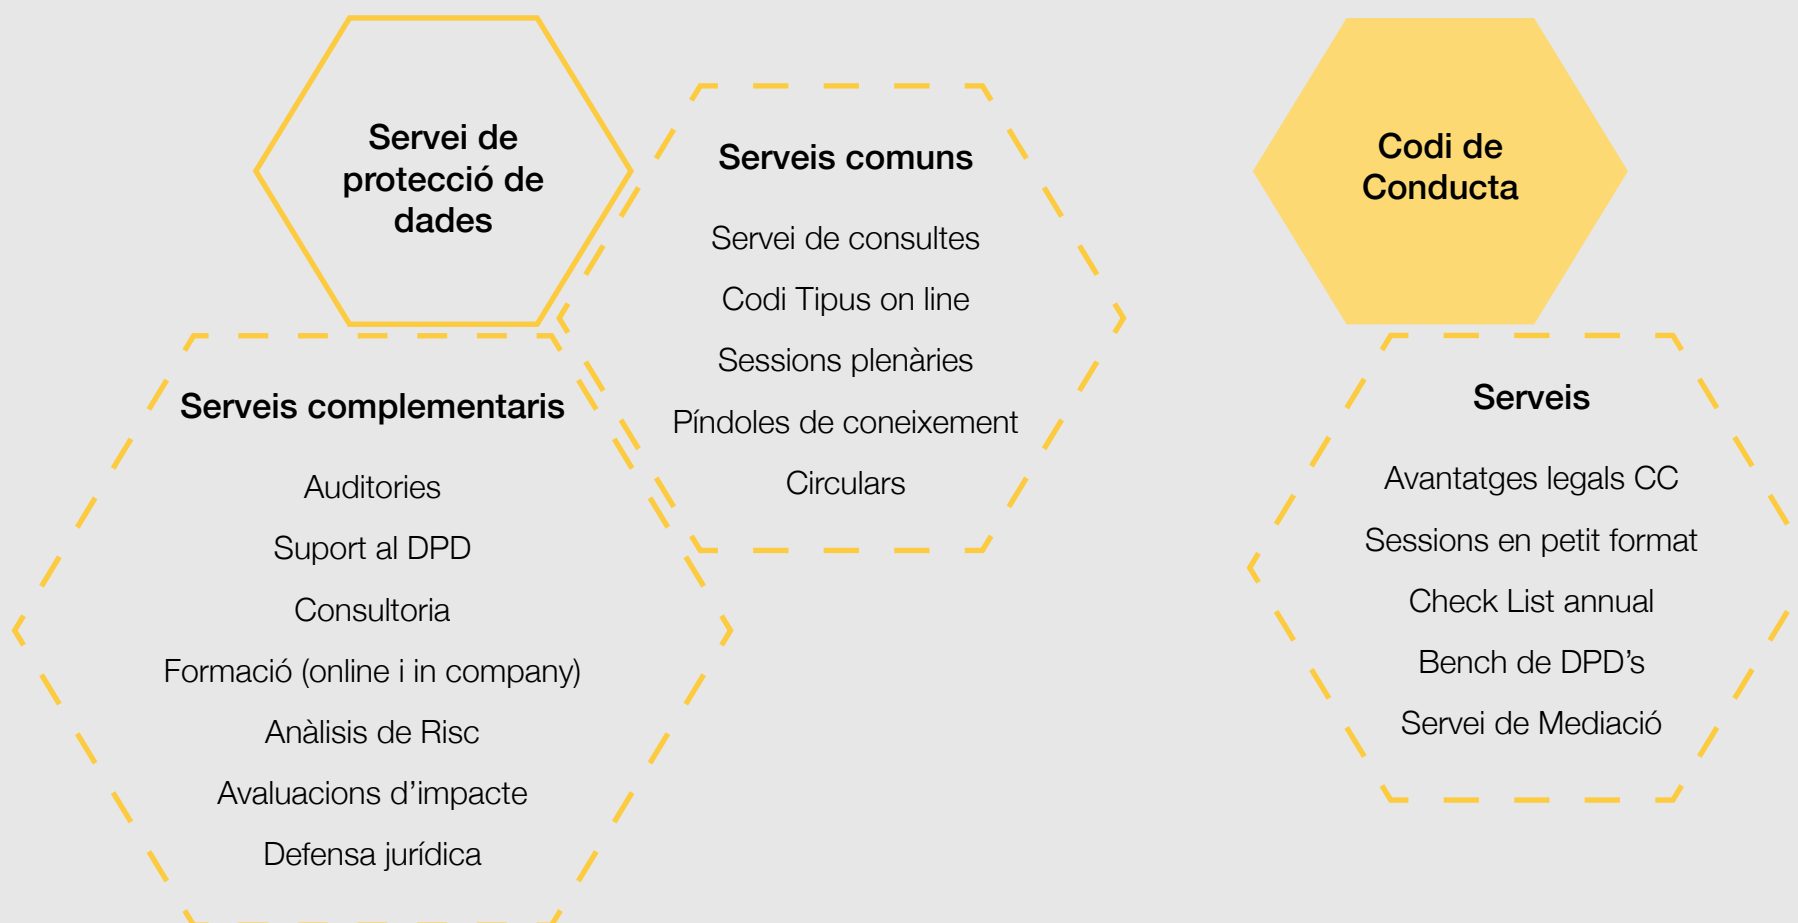 Servei de
protecció de
dades
Serveis comuns
Servei de consultes
Codi Tipus on line
Sessions plenàries
Píndoles de coneixement
Circulars
Serveis complementaris
Auditories
Suport al DPD
Consultoria
Formació (online i in company)
Anàlisis de Risc
Avaluacions d’impacte
Defensa jurídica
Codi de
Conducta
Serveis
Avantatges legals CC
Sessions en petit format
Check List annual
Bench de DPD’s
Servei de Mediació